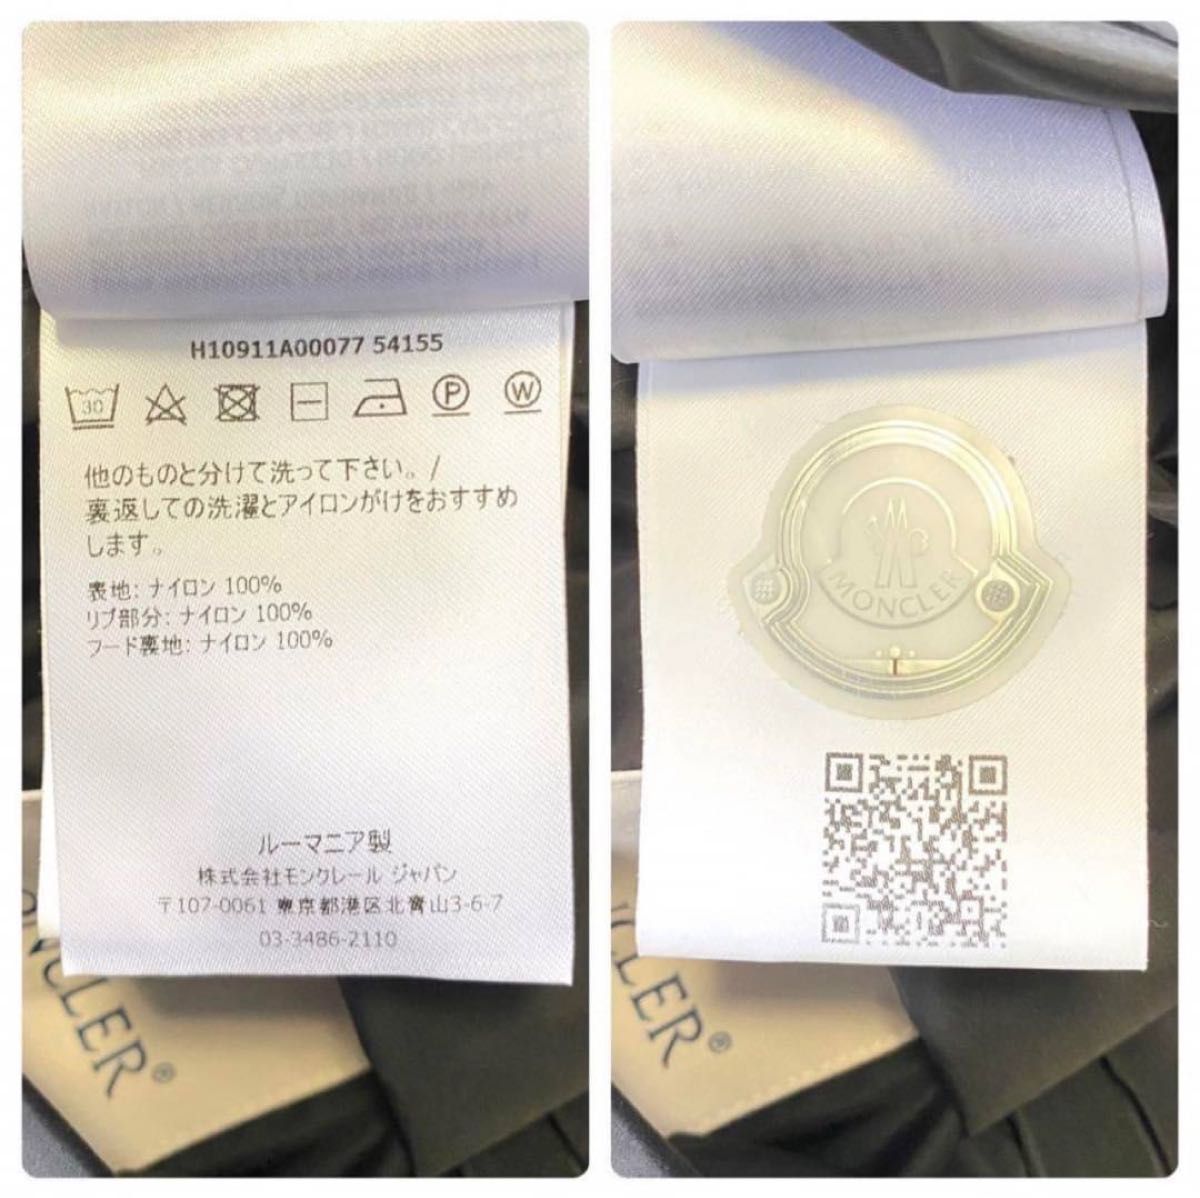 H10911A00077 54155
30
P
W
他のものと分けて洗って下さい。/
裏返しての洗濯とアイロンがけをおすすめ
します。
表地: ナイロン 100%
リブ部分: ナイロン 100%
フード裏地: ナイロン 100%
ルーマニア製
株式会社モンクレール ジャパン
〒107-0061 東京都港区北青山3-6-7
03-3486-2110
NCLER®
MONCLER
NCLER®